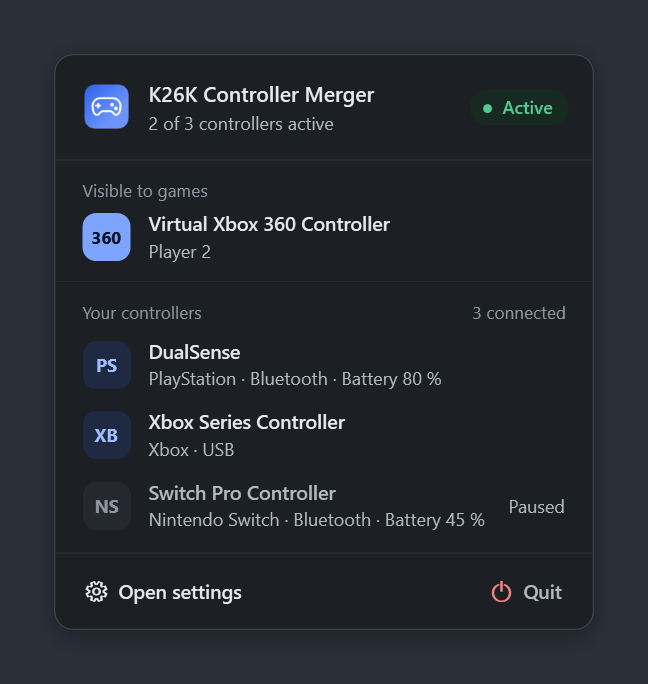 K26K Controller Merger
2 of 3 controllers active
Active
Visible to games
360
Virtual Xbox 360 Controller
Player 2
Your controllers
3 connected
PS
DualSense
PlayStation · Bluetooth · Battery 80 %
XB
Xbox Series Controller
Xbox · USB
NS
Switch Pro Controller
Nintendo Switch · Bluetooth · Battery 45 %
Paused
Open settings
Quit